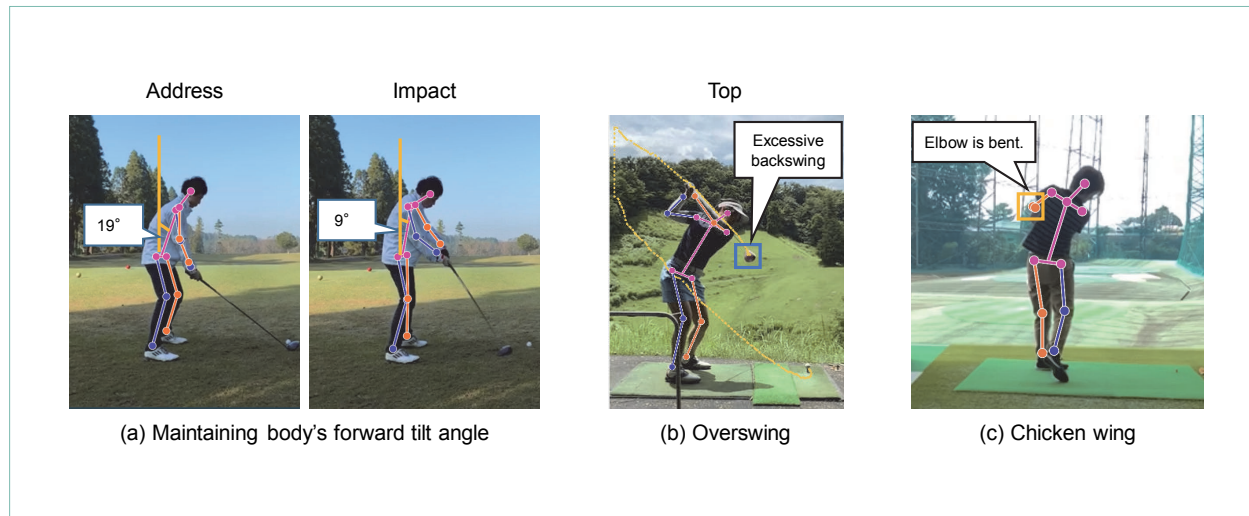 Address
Impact
Top
19°
9°
Excessive
backswing
Elbow is bent.
(a) Maintaining body's forward tilt angle
(b) Overswing
(c) Chicken wing